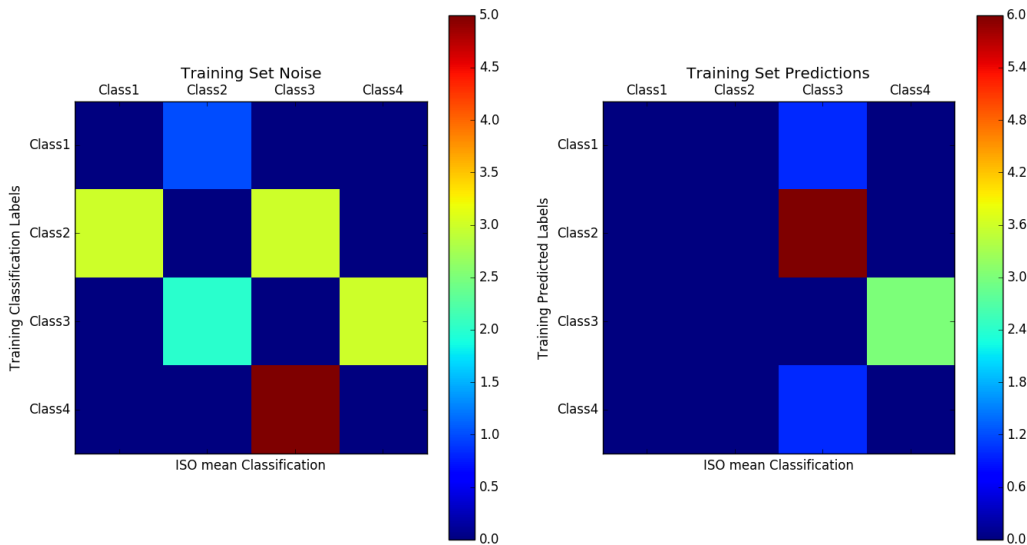 Training Set Noise
Class1 Class2 Class3 Class4
Class1
Class2
Class3
Class4
Training Classification Labels
ISO mean Classification
5.0
4.5
4.0
3.5
3.0
2.5
2.0
1.5
1.0
0.5
0.0
Training Set Predictions
Class1 Class2 Class3 Class4
Class1
Class2
Class3
Class4
Training Predicted Labels
ISO mean Classification
6.0
5.4
4.8
4.2
3.6
3.0
2.4
1.8
1.2
0.6
0.0